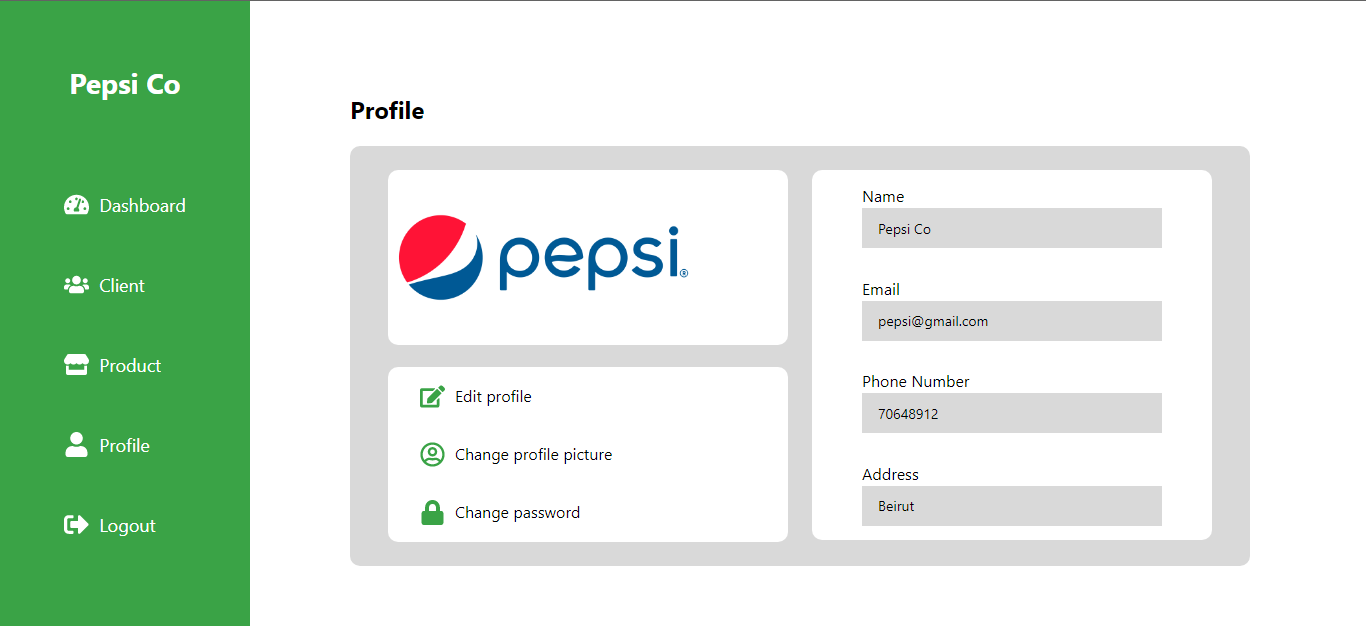 Pepsi Co
Dashboard
Client
Product
Profile
Logout
Profile
pepsi®
Edit profile
Change profile picture
Change password
Name
Pepsi Co
Email
pepsi@gmail.com
Phone Number
70648912
Address
Beirut